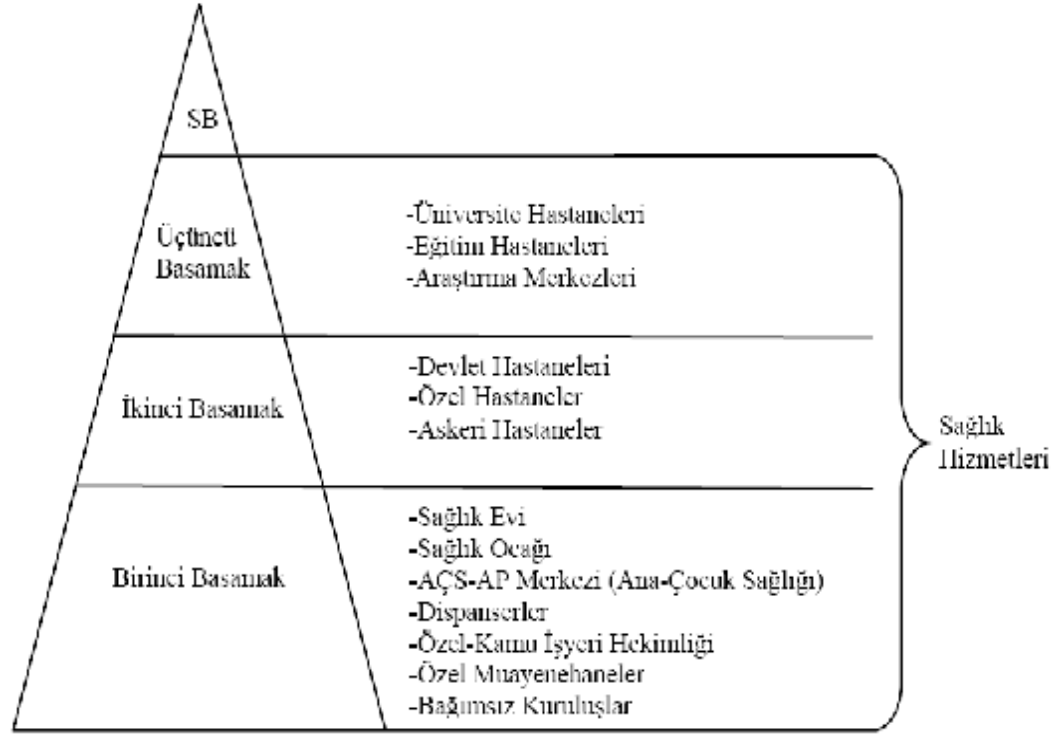 SB
Üçüncü
Basamak
-Üniversite Hastaneleri
-Eğitim Hastaneleri
-Araştırma Merkezleri
İkinci Basamak
-Devlet Hastaneleri
-Özel Hastaneler
-Askeri Hastaneler
Birinci Basamak
-Sağlık Evi
-Sağlık Ocağı
-AÇS-AP Merkezi (Ana-Çocuk Sağlığı)
-Dispanserler
-Özel-Kamu İşyeri Hekimliği
-Özel Muayenehaneler
-Bağımsız Kuruluşlar
Sağlık
Hizmetleri